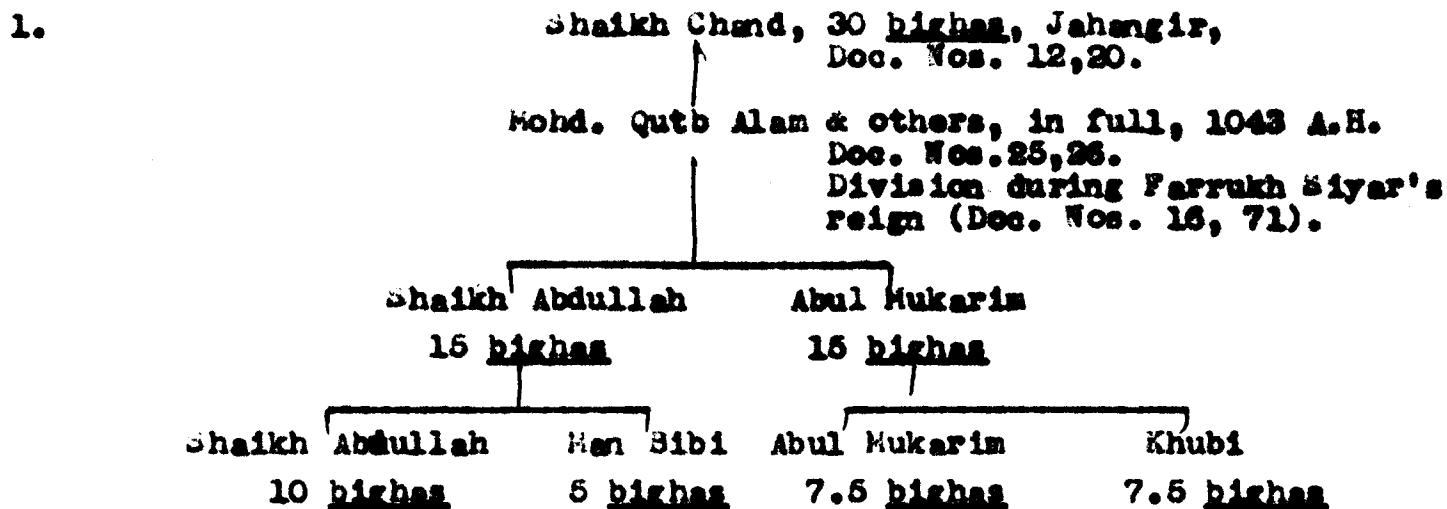 1.
Shaikh Chand, 30 bighas, Jahangir,
Doc. Nos. 12,20.
Mohd. Qutb Alam & others, in full, 1043 A.H.
Doc. Nos.25,26.
Division during Farrukh Siyar's
reign (Doc. Nos. 16, 71).
Shaikh Abdullah Abul Mukarim
15 bighas 15 bighas
Shaikh Abdullah Man Bibi Abul Mukarim Khubi
10 bighas 5 bighas 7.5 bighas 7.5 bighas